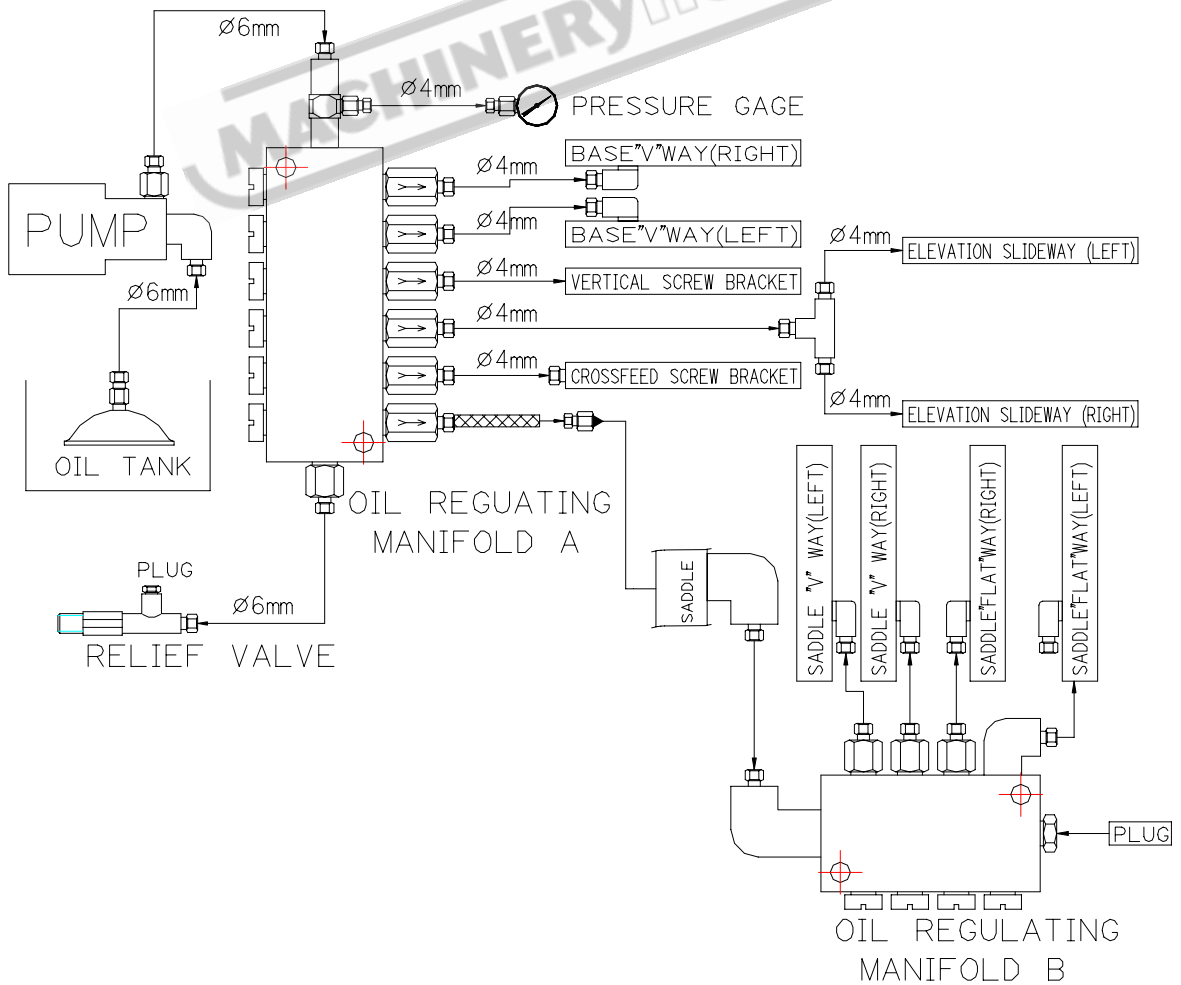 MACHINERY
Ø6mm
Ø4mm
PRESSURE GAGE
BASE"V"WAY(RIGHT)
Ø4mm
Ø4mm
BASE"V"WAY(LEFT)
PUMP
Ø4mm
ELEVATION SLIDEWAY (LEFT)
Ø4mm
VERTICAL SCREW BRACKET
Ø6mm
Ø4mm
Ø4mm
CROSSFEED SCREW BRACKET
Ø4mm
ELEVATION SLIDEWAY (RIGHT)
OIL TANK
OIL REGUATING
MANIFOLD A
SADDLE "V" WAY(LEFT)
SADDLE "V" WAY(RIGHT)
SADDLE"FLAT"WAY(RIGHT)
SADDLE"FLAT"WAY(LEFT)
PLUG
Ø6mm
RELIEF VALVE
SADDLE
PLUG
OIL REGULATING
MANIFOLD B